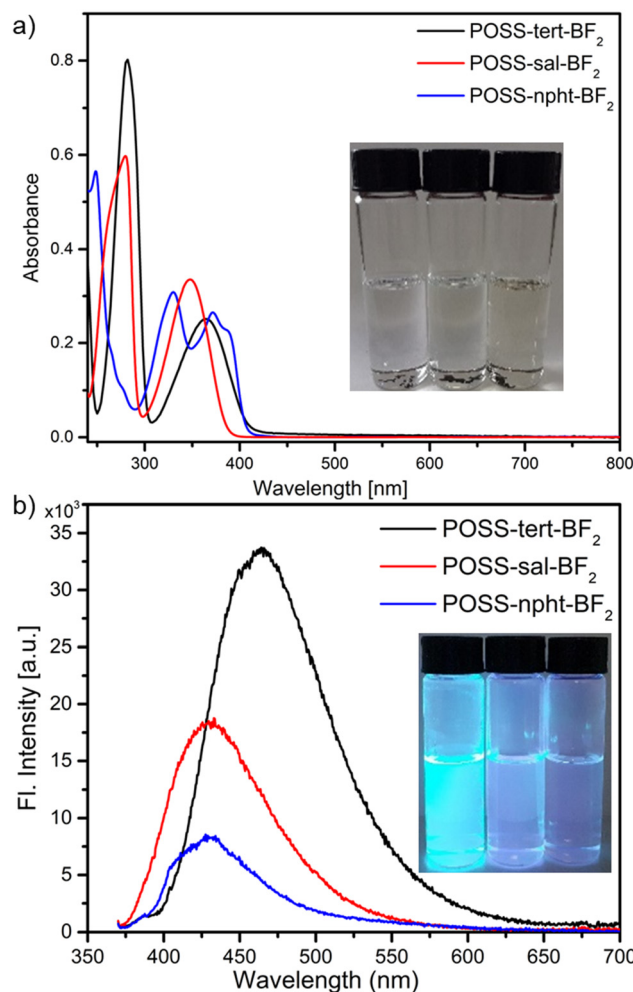 a)
POSS-tert-BF₂
POSS-sal-BF₂
POSS-npht-BF₂
0.8
0.6
0.4
0.2
0.0
Absorbance
300 400 500 600 700 800
Wavelength [nm]
b)
x10³
POSS-tert-BF₂
POSS-sal-BF₂
POSS-npht-BF₂
35
30
25
20
15
10
5
0
Fl. Intensity [a.u.]
350 400 450 500 550 600 650 700
Wavelength (nm)